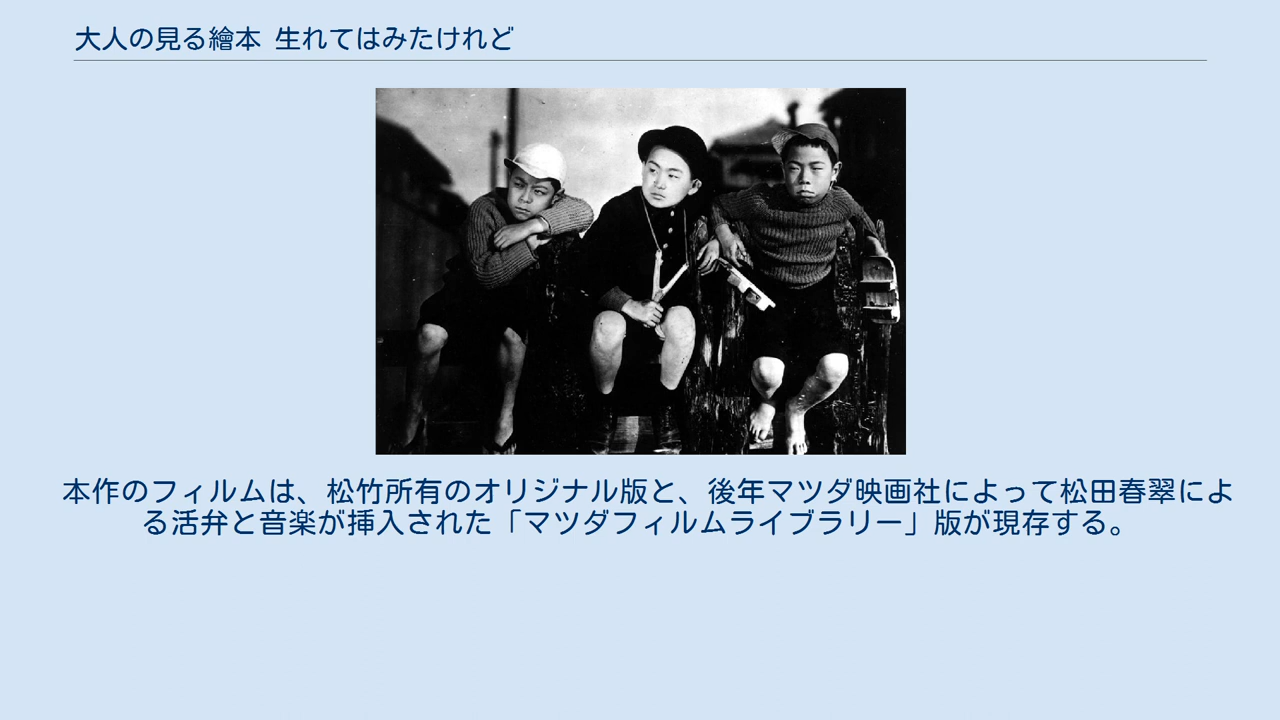 大人の見る繪本 生れてはみたけれど
本作のフィルムは、松竹所有のオリジナル版と、後年マツダ映画社によって松田春翠によ
る活弁と音楽が挿入された「マツダフィルムライブラリー」版が現存する。